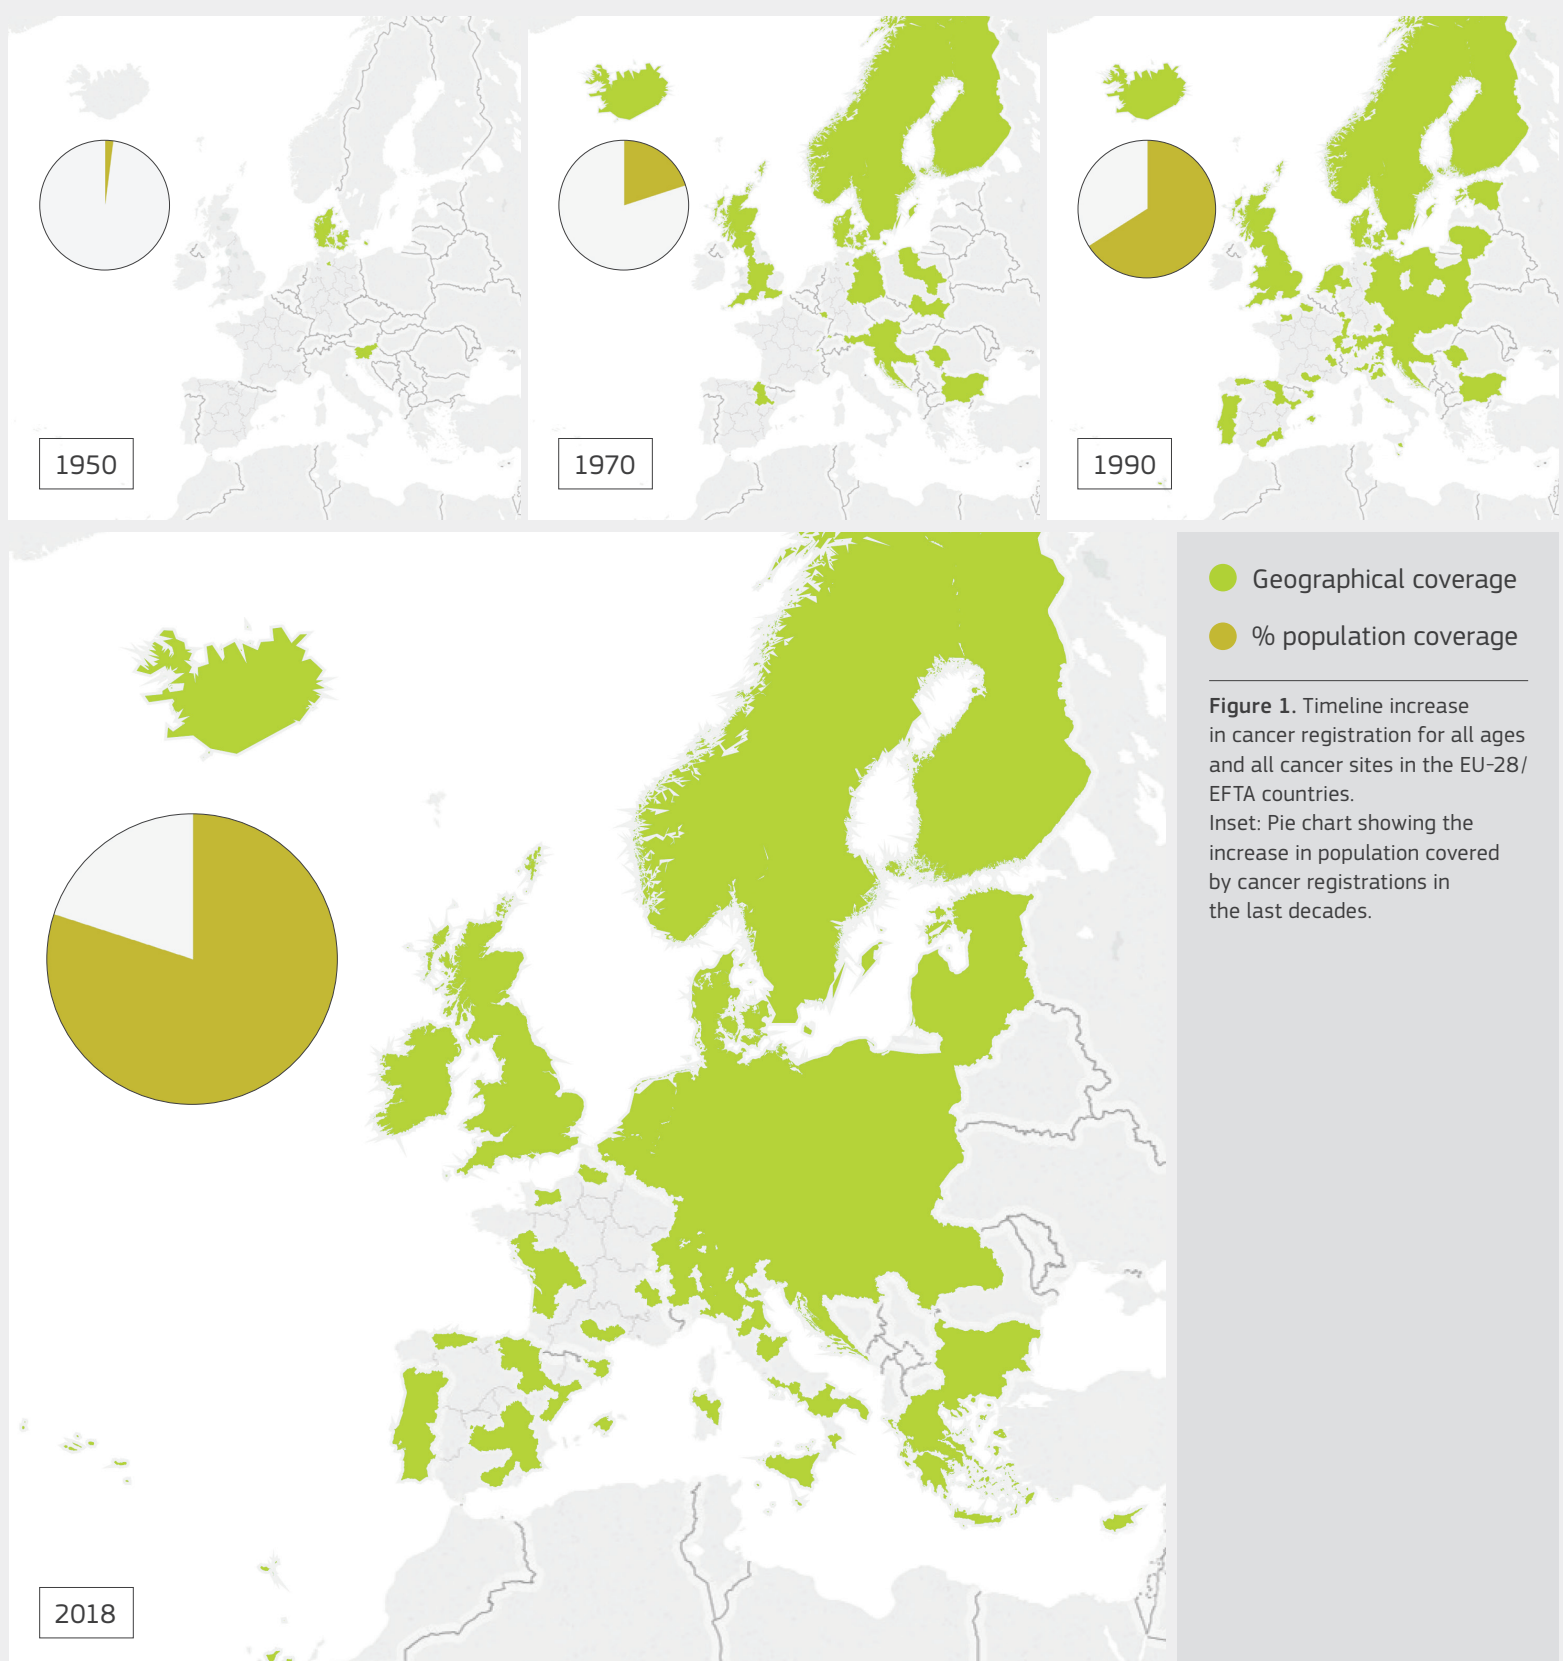 1950
1970
1990
2018
Geographical coverage
% population coverage
Figure 1. Timeline increase
in cancer registration for all ages
and all cancer sites in the EU-28/
EFTA countries.
Inset: Pie chart showing the
increase in population covered
by cancer registrations in
the last decades.